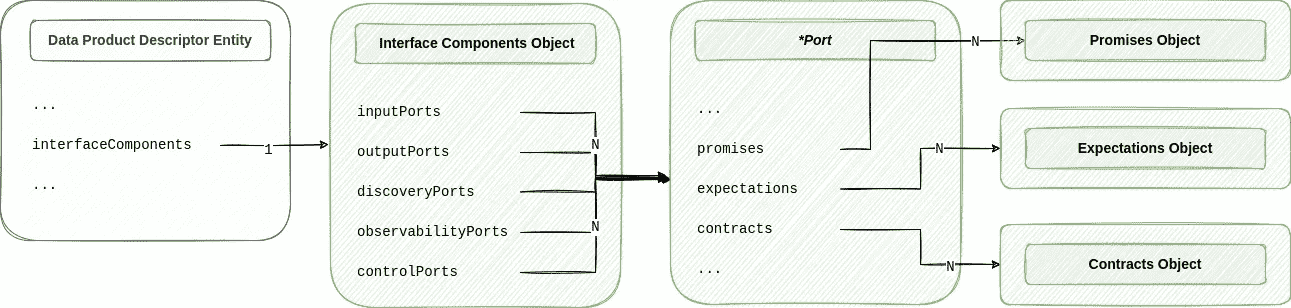 Data Product Descriptor Entity
...
interfaceComponents
1
...
Interface Components Object
inputPorts
outputPorts
discoveryPorts
observabilityPorts
controlPorts
N
N
*Port
...
promises
expectations
contracts
...
N
N
N
Promises Object
Expectations Object
Contracts Object